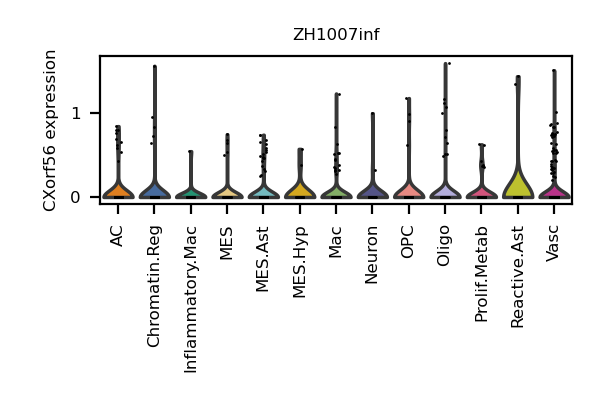 ZH1007inf
CXorf56 expression
1
0
AC
Chromatin.Reg
Inflammatory.Mac
MES
MES.Ast
MES.Hyp
Mac
Neuron
OPC
Oligo
Prolif.Metab
Reactive.Ast
Vasc